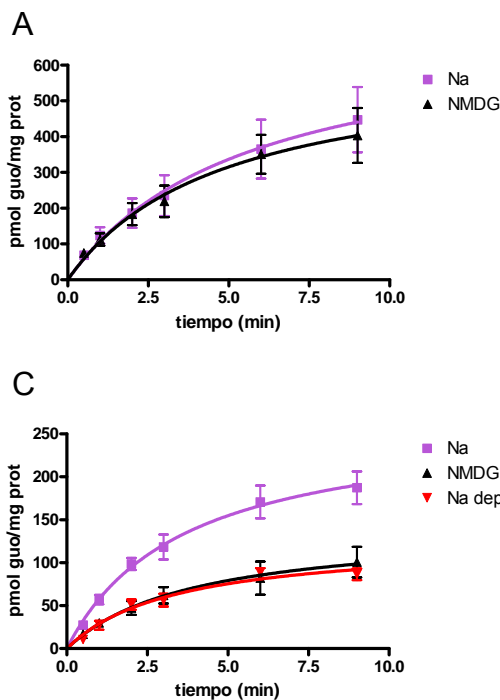 A
600
500
400
300
200
100
0
pmol guo/mg prot
0.0 2.5 5.0 7.5 10.0
tiempo (min)
Na
NMDG
C
250
200
150
100
50
0
pmol guo/mg prot
0.0 2.5 5.0 7.5 10.0
tiempo (min)
Na
NMDG
Na dep